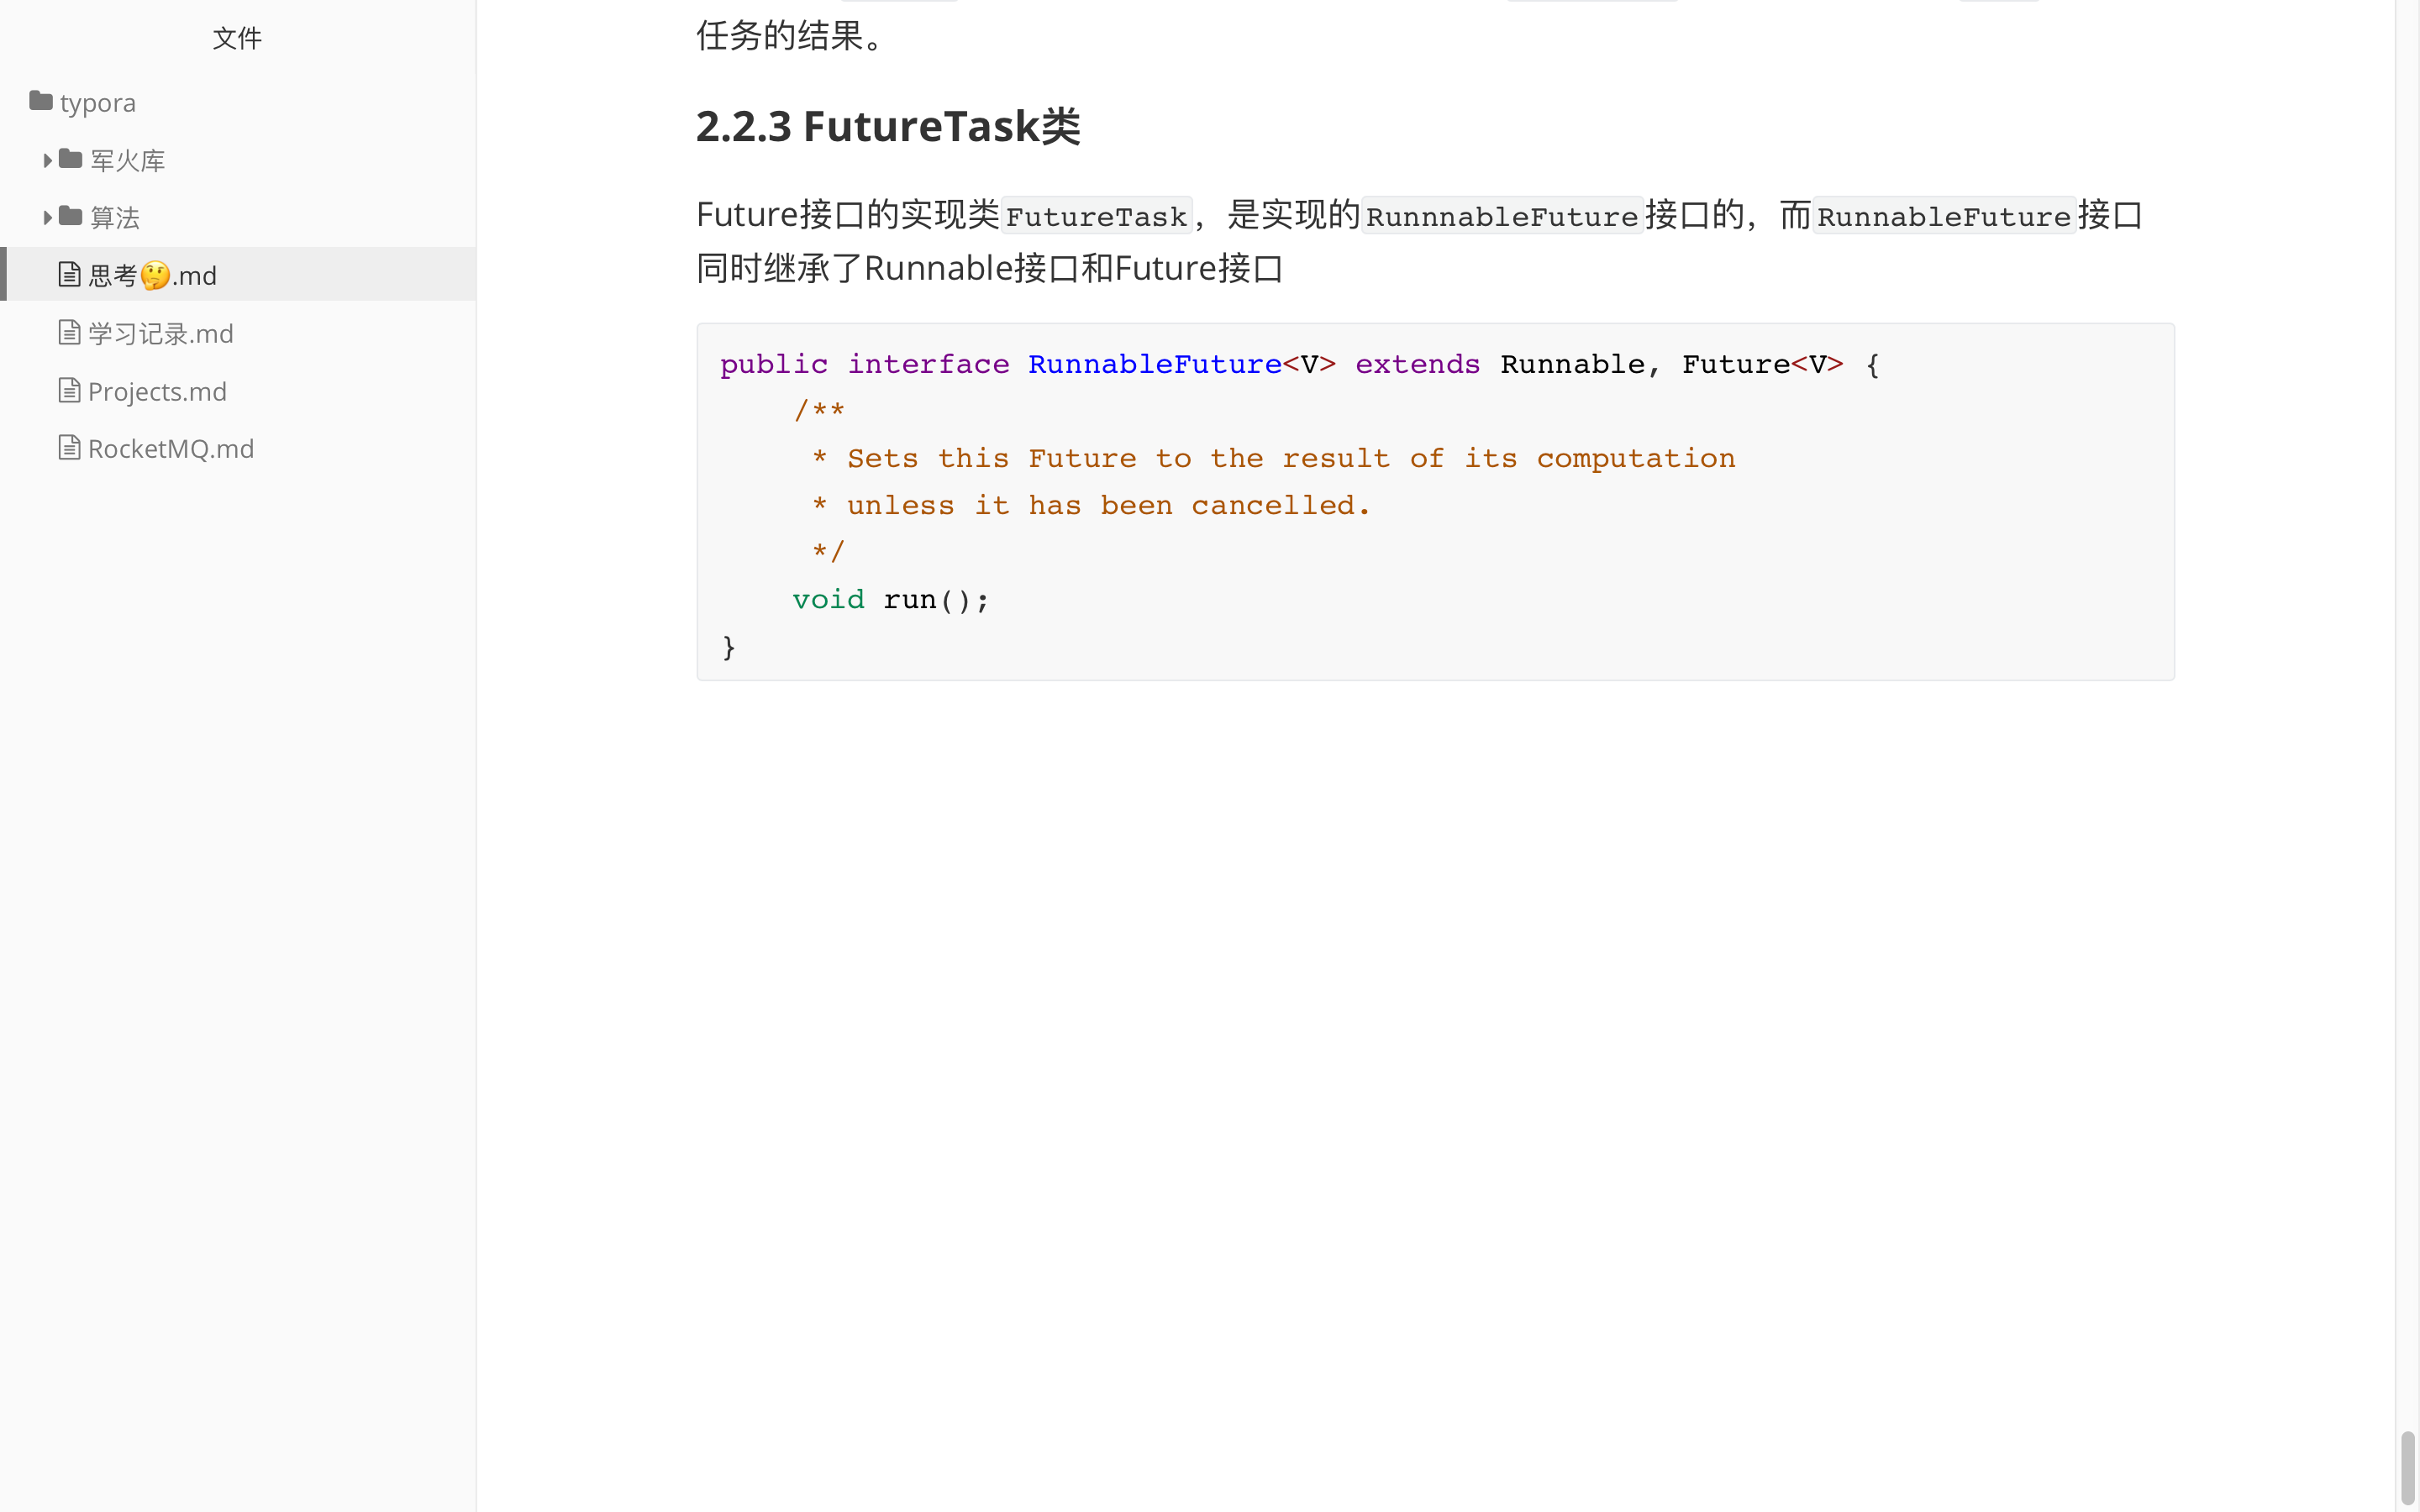 文件
typora
军火库
算法
思考🤔.md
学习记录.md
Projects.md
RocketMQ.md
任务的结果。
2.2.3 FutureTask类
Future接口的实现类FutureTask，是实现的RunnnableFuture接口的，而RunnableFuture接口
同时继承了Runnable接口和Future接口
public interface RunnableFuture<V> extends Runnable, Future<V> {
    /**
     * Sets this Future to the result of its computation
     * unless it has been cancelled.
     */
    void run();
}